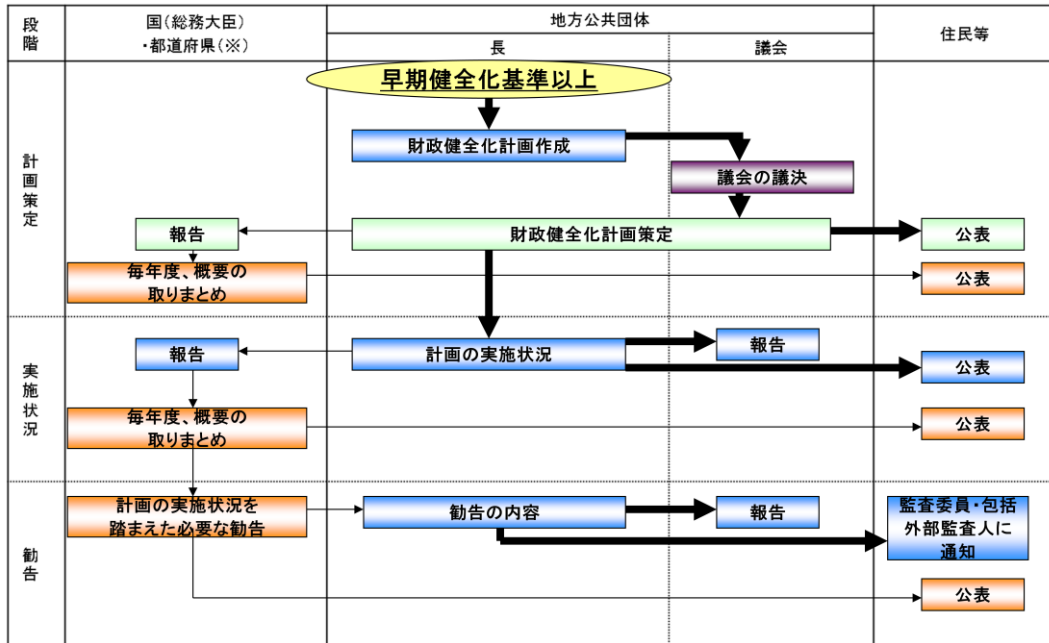 段階
国(総務大臣)
・都道府県(※)
地方公共団体
長
議会
住民等
計画策定
早期健全化基準以上
財政健全化計画作成
議会の議決
報告
財政健全化計画策定
公表
毎年度、概要の
取りまとめ
公表
実施状況
報告
計画の実施状況
報告
公表
毎年度、概要の
取りまとめ
公表
勧告
計画の実施状況を
踏まえた必要な勧告
勧告の内容
報告
監査委員・包括
外部監査人に
通知
公表